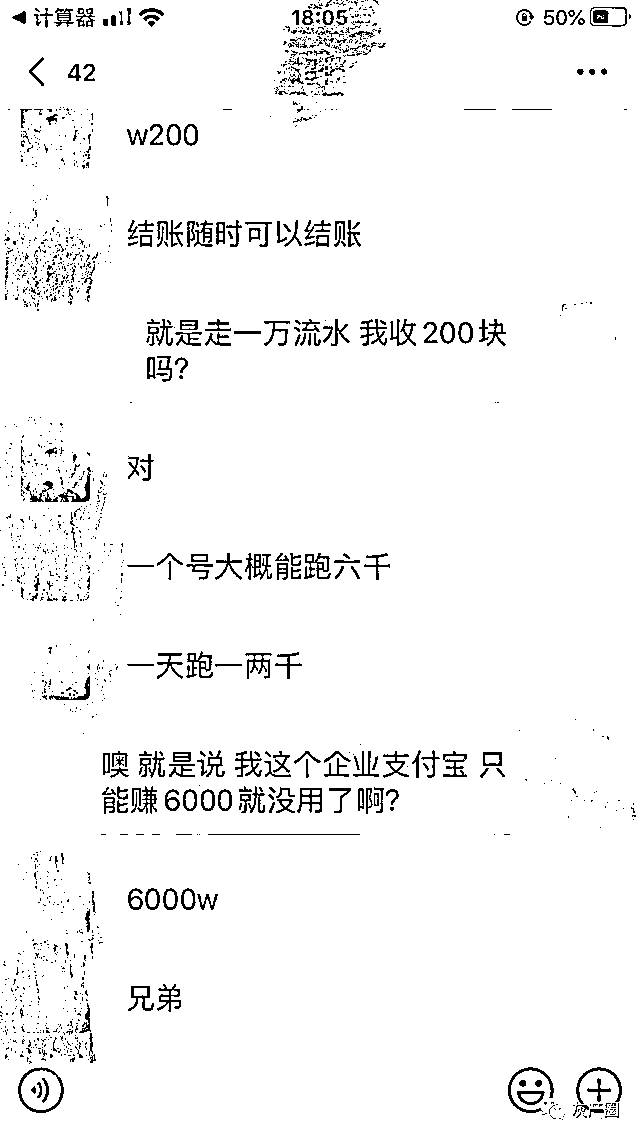 计算器
18:05
50%
42
w200
结账随时可以结账
就是走一万流水 我收200块
吗?
对
一个号大概能跑六千
一天跑一两千
噢 就是说 我这个企业支付宝 只
能赚6000就没用了啊?
6000w
兄弟
灰产圈